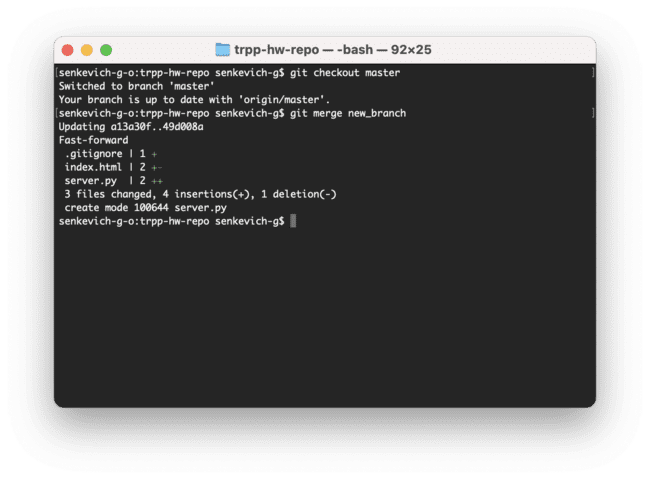 trpp-hw-repo — -bash — 92×25
[senkevich-g-o:trpp-hw-repo senkevich-g$ git checkout master ]
Switched to branch 'master'
Your branch is up to date with 'origin/master'.
[senkevich-g-o:trpp-hw-repo senkevich-g$ git merge new_branch ]
Updating a13a30f..49d008a
Fast-forward
 .gitignore | 1 +
 index.html | 2 +-
 server.py  | 2 ++
 3 files changed, 4 insertions(+), 1 deletion(-)
 create mode 100644 server.py
senkevich-g-o:trpp-hw-repo senkevich-g$